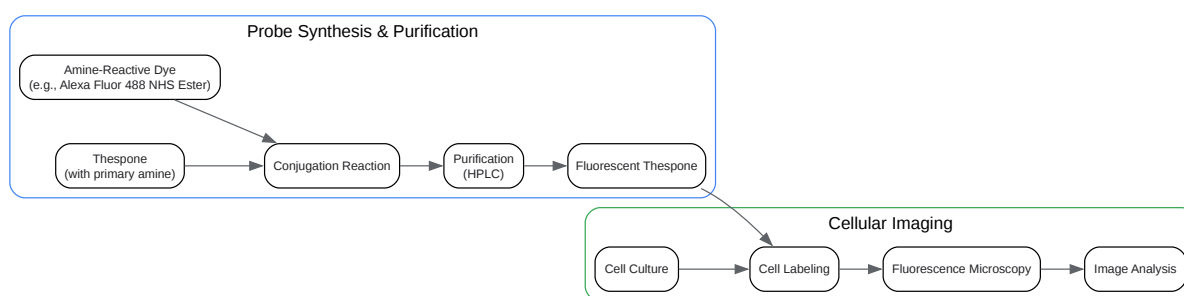 Probe Synthesis & Purification
Amine-Reactive Dye
(e.g., Alexa Fluor 488 NHS Ester)
Thespone
(with primary amine)
Conjugation Reaction
Purification
(HPLC)
Fluorescent Thespone
Cellular Imaging
Cell Culture
Cell Labeling
Fluorescence Microscopy
Image Analysis